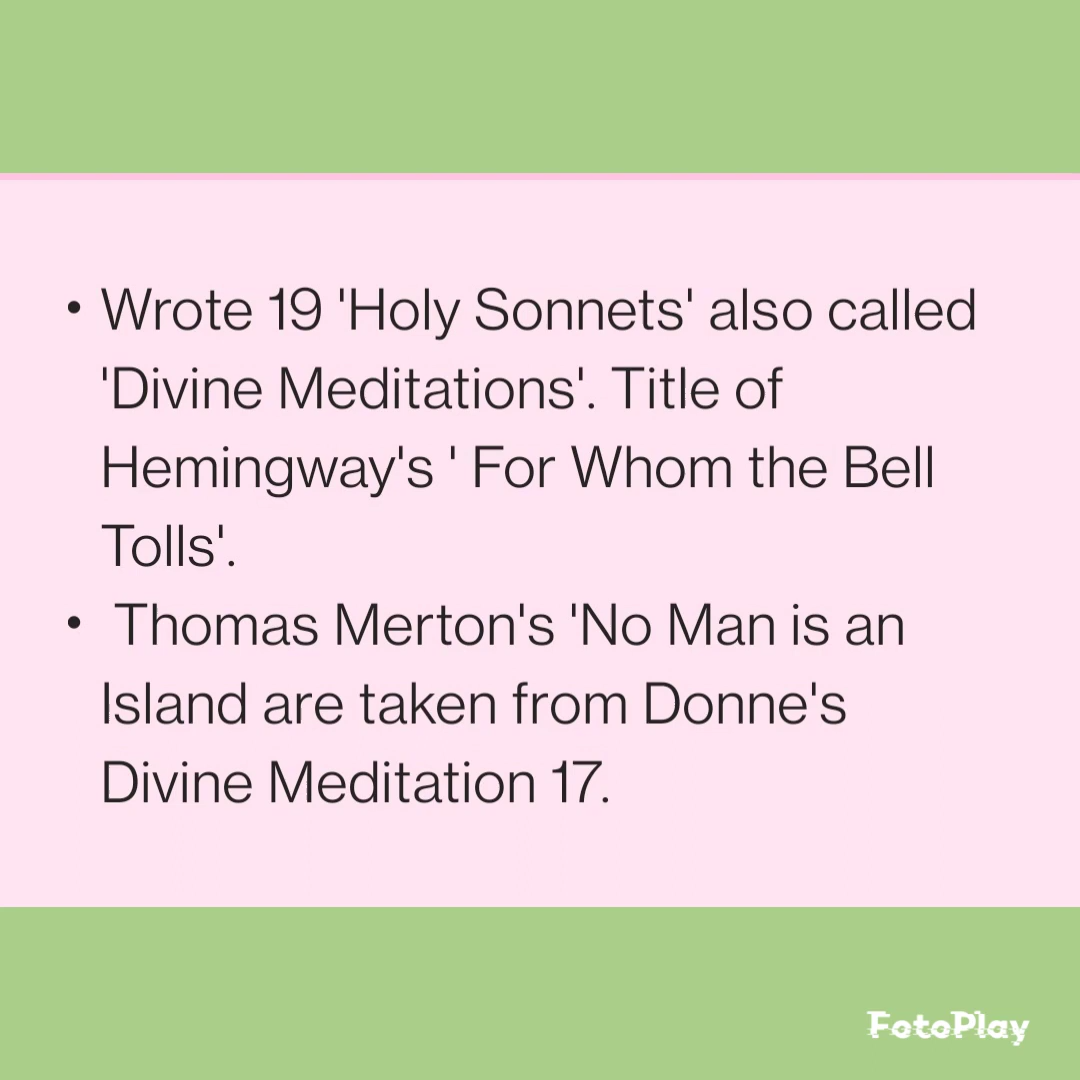 • Wrote 19 'Holy Sonnets' also called
'Divine Meditations'. Title of
Hemingway's ' For Whom the Bell
Tolls'.
• Thomas Merton's 'No Man is an
Island are taken from Donne's
Divine Meditation 17.
FotoPlay